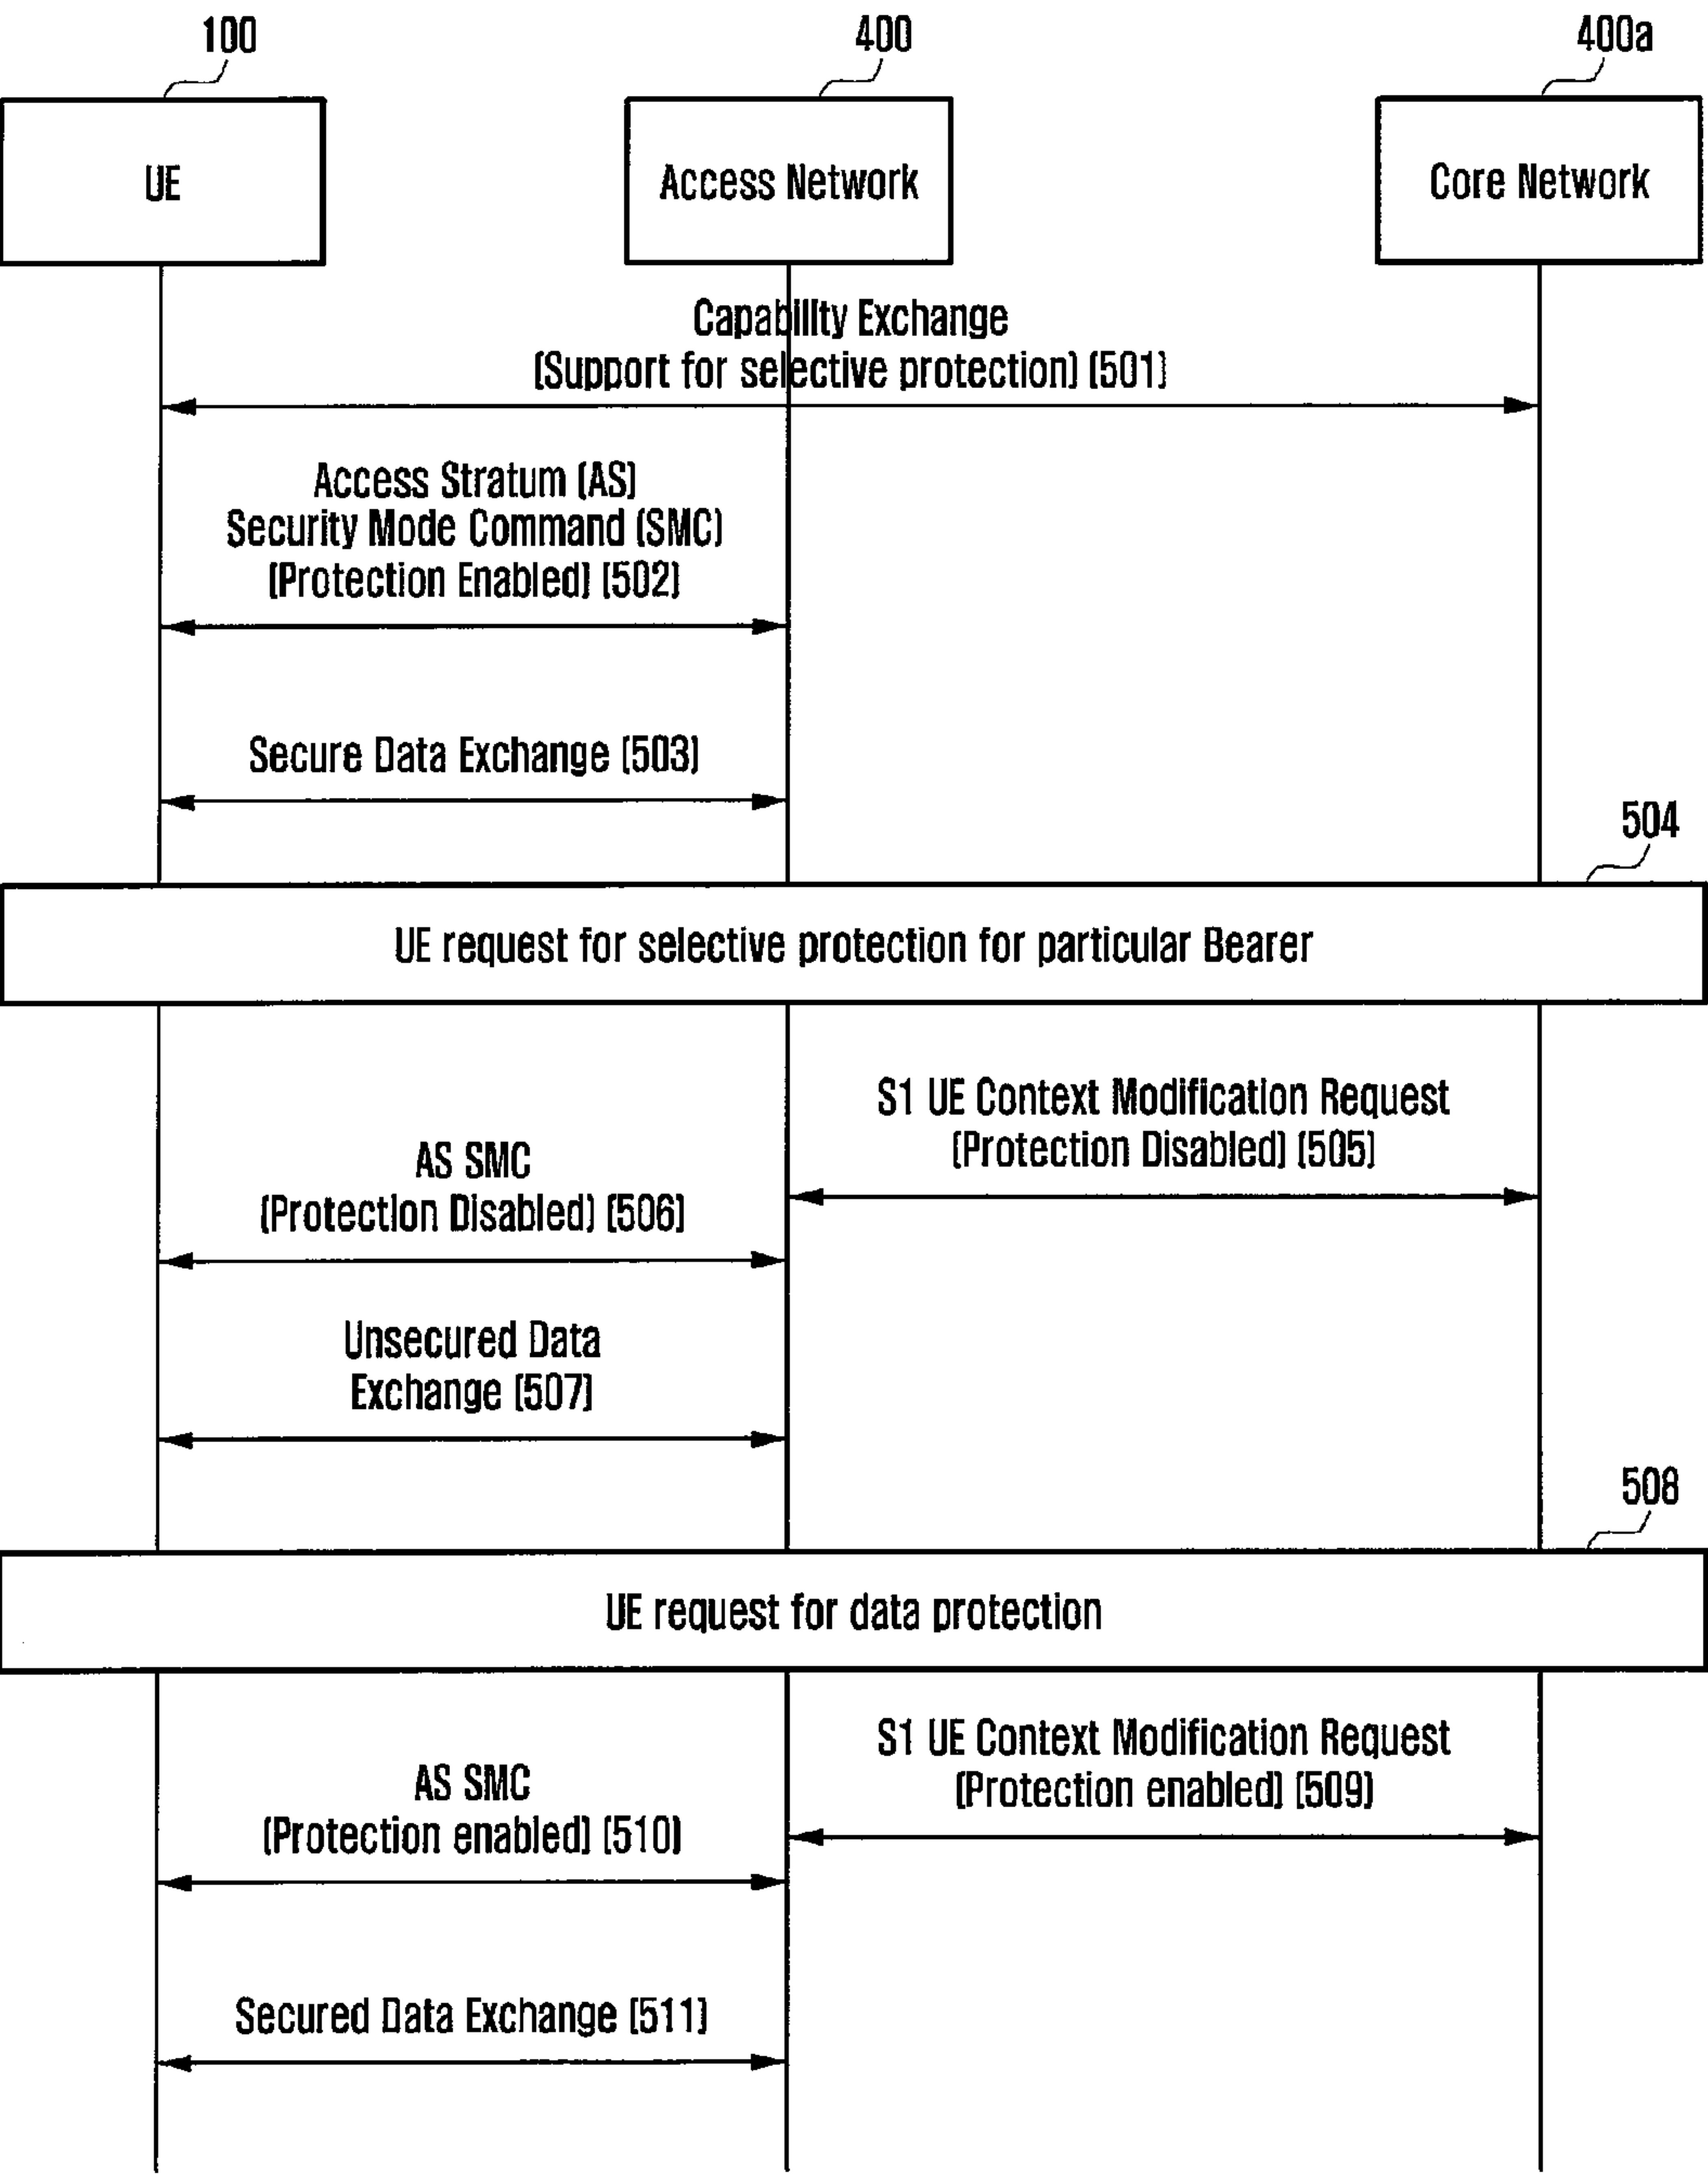 100
400
400a
UE
Access Network
Core Network
Capability Exchange
(Support for selective protection) (501)
Access Stratum (AS)
Security Mode Command (SMC)
(Protection Enabled) (502)
Secure Data Exchange (503)
504
UE request for selective protection for particular Bearer
S1 UE Context Modification Request
(Protection Disabled) (505)
AS SMC
(Protection Disabled) (506)
Unsecured Data
Exchange (507)
508
UE request for data protection
S1 UE Context Modification Request
(Protection enabled) (509)
AS SMC
(Protection enabled) (510)
Secured Data Exchange (511)